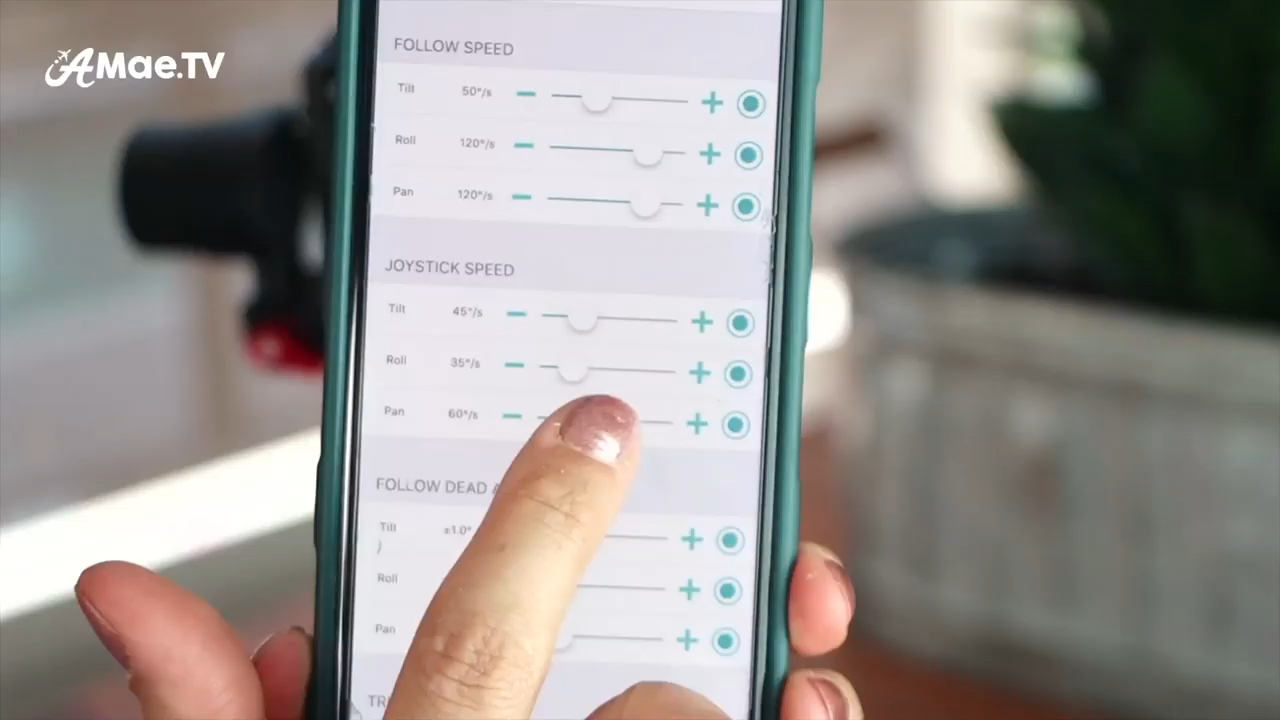 AMae.TV
FOLLOW SPEED
Tilt 50°/s
Roll 120°/s
Pan 120°/s
JOYSTICK SPEED
Tilt 45°/s
Roll 35°/s
Pan 60°/s
FOLLOW DEAD
Tilt ±1.0°
)
Roll
Pan